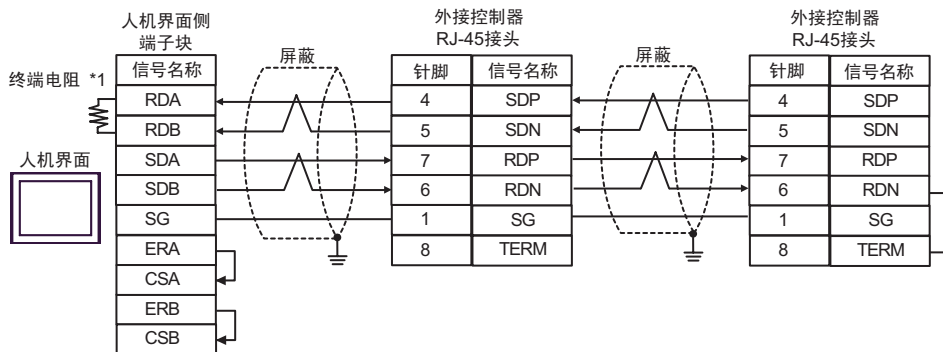 人机界面侧
端子块
外接控制器
RJ-45接头
外接控制器
RJ-45接头
终端电阻 *1
人机界面
屏蔽
屏蔽
信号名称
RDA
RDB
SDA
SDB
SG
ERA
CSA
ERB
CSB
针脚 信号名称
4 SDP
5 SDN
7 RDP
6 RDN
1 SG
8 TERM
针脚 信号名称
4 SDP
5 SDN
7 RDP
6 RDN
1 SG
8 TERM